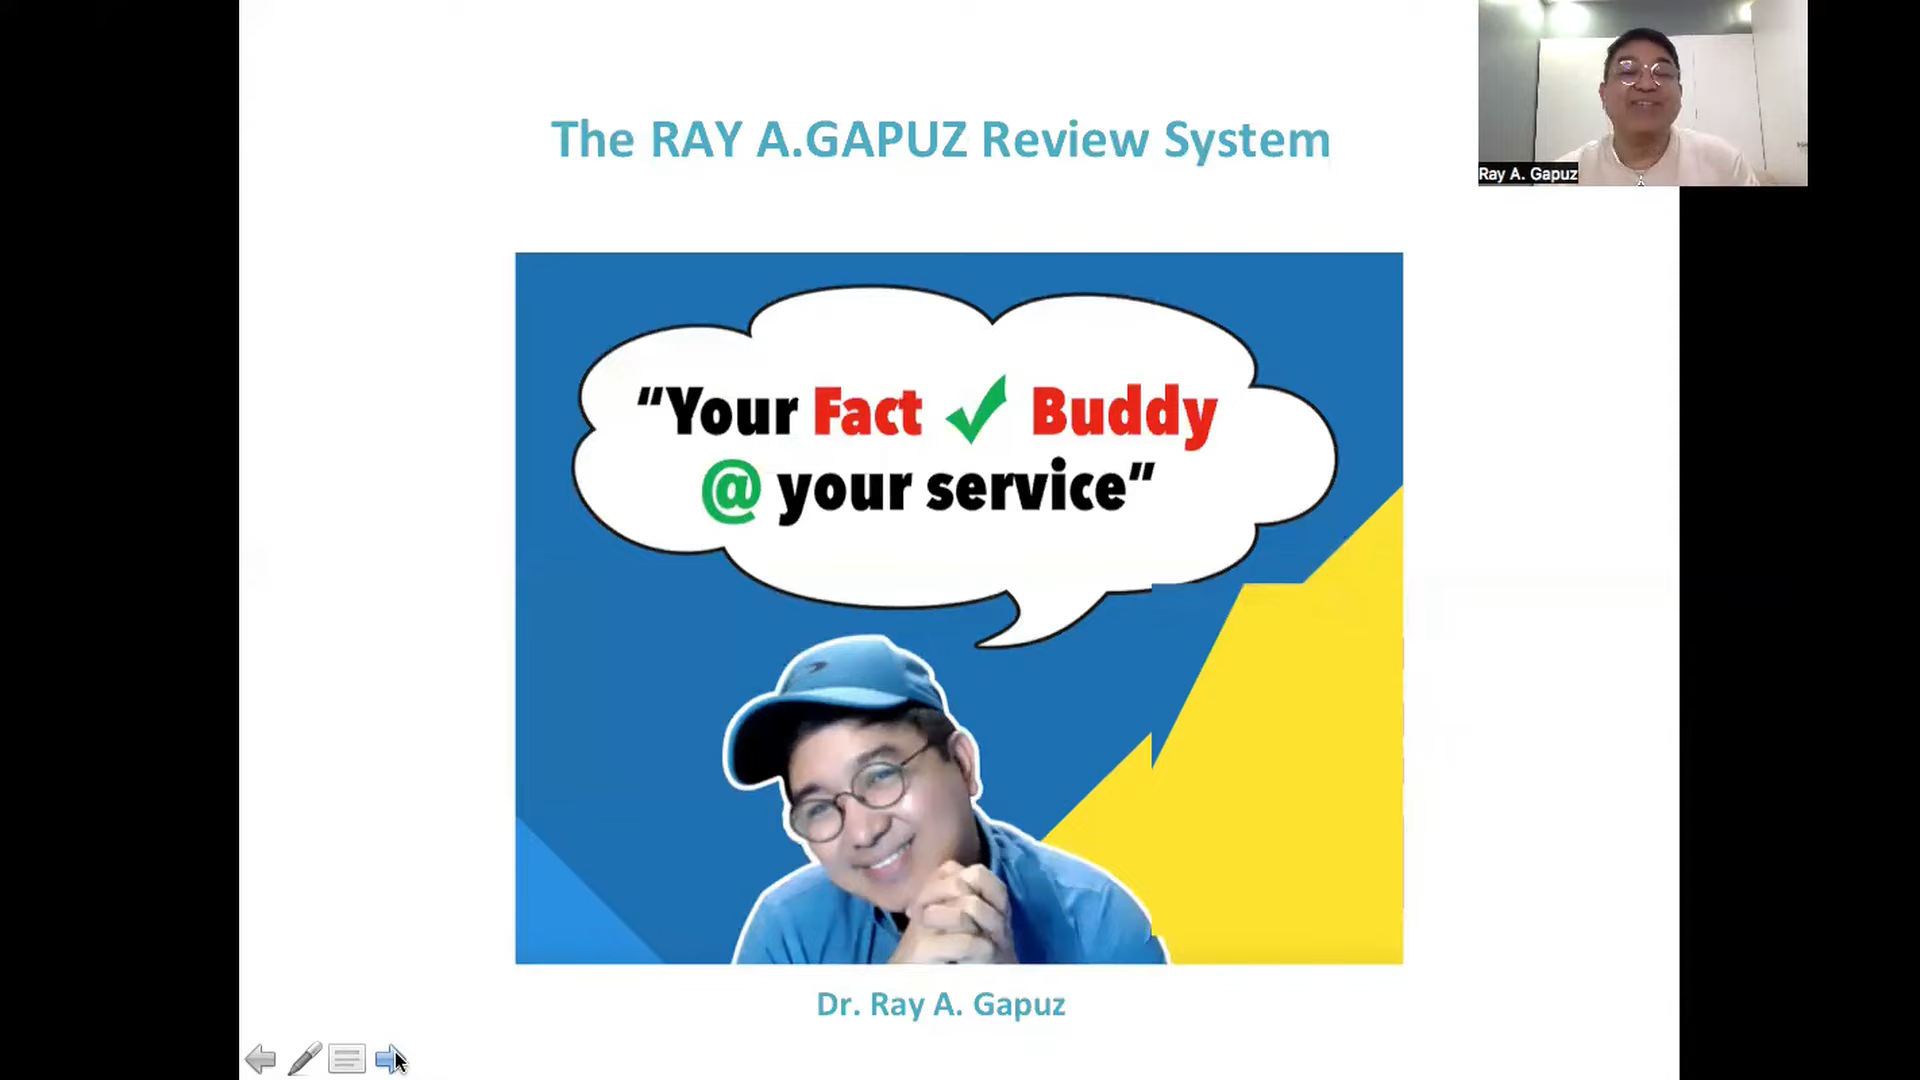 The RAY A.GAPUZ Review System
Ray A. Gapuz
“Your Fact ✓ Buddy
@ your service”
Dr. Ray A. Gapuz